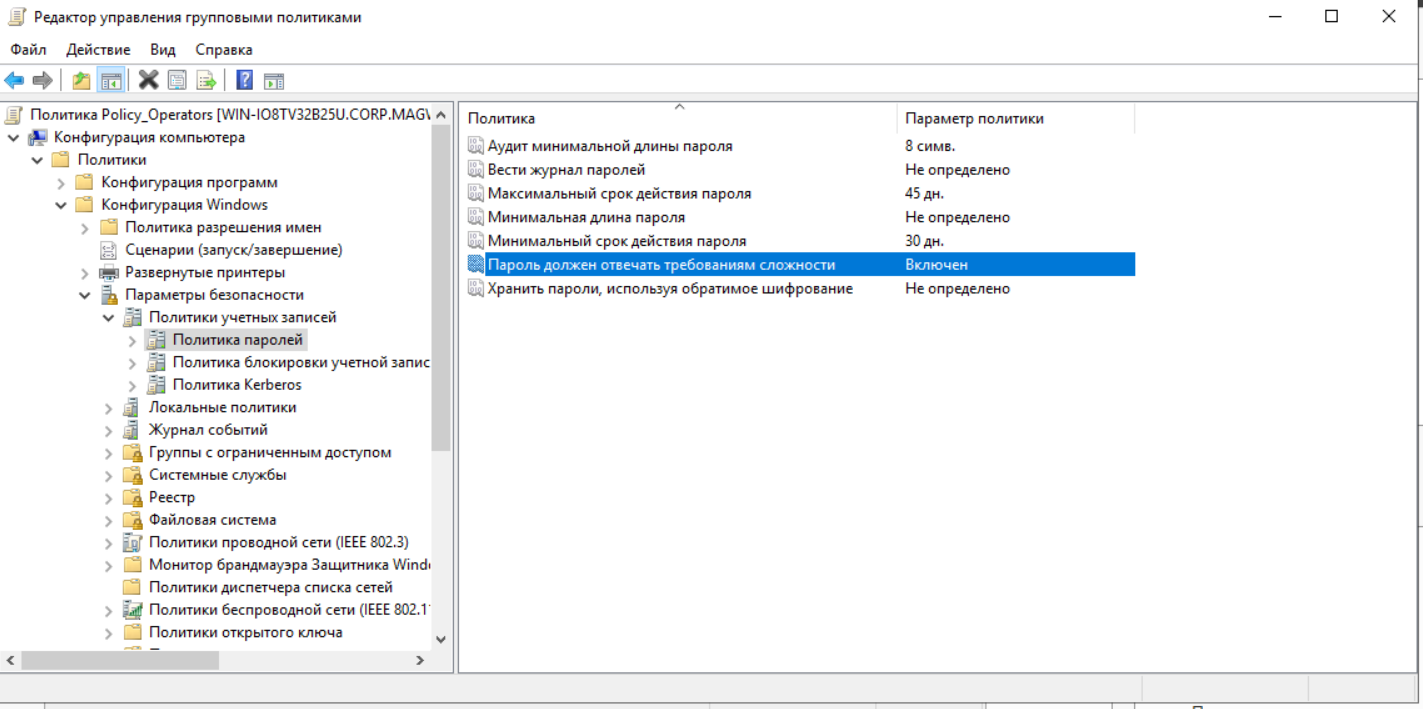 Редактор управления групповыми политиками
Файл Действие Вид Справка
Политика Policy_Operators [WIN-IO8TV32B25U.CORP.MAGV
Конфигурация компьютера
Политики
Конфигурация программ
Конфигурация Windows
Политика разрешения имен
Сценарии (запуск/завершение)
Развернутые принтеры
Параметры безопасности
Политики учетных записей
Политика паролей
Политика блокировки учетной запис
Политика Kerberos
Локальные политики
Журнал событий
Группы с ограниченным доступом
Системные службы
Реестр
Файловая система
Политики проводной сети (IEEE 802.3)
Монитор брандмауэра Защитника Windo
Политики диспетчера списка сетей
Политики беспроводной сети (IEEE 802.1
Политики открытого ключа
Политика Параметр политики
Аудит минимальной длины пароля 8 симв.
Вести журнал паролей Не определено
Максимальный срок действия пароля 45 дн.
Минимальная длина пароля Не определено
Минимальный срок действия пароля 30 дн.
Пароль должен отвечать требованиям сложности Включен
Хранить пароли, используя обратимое шифрование Не определено